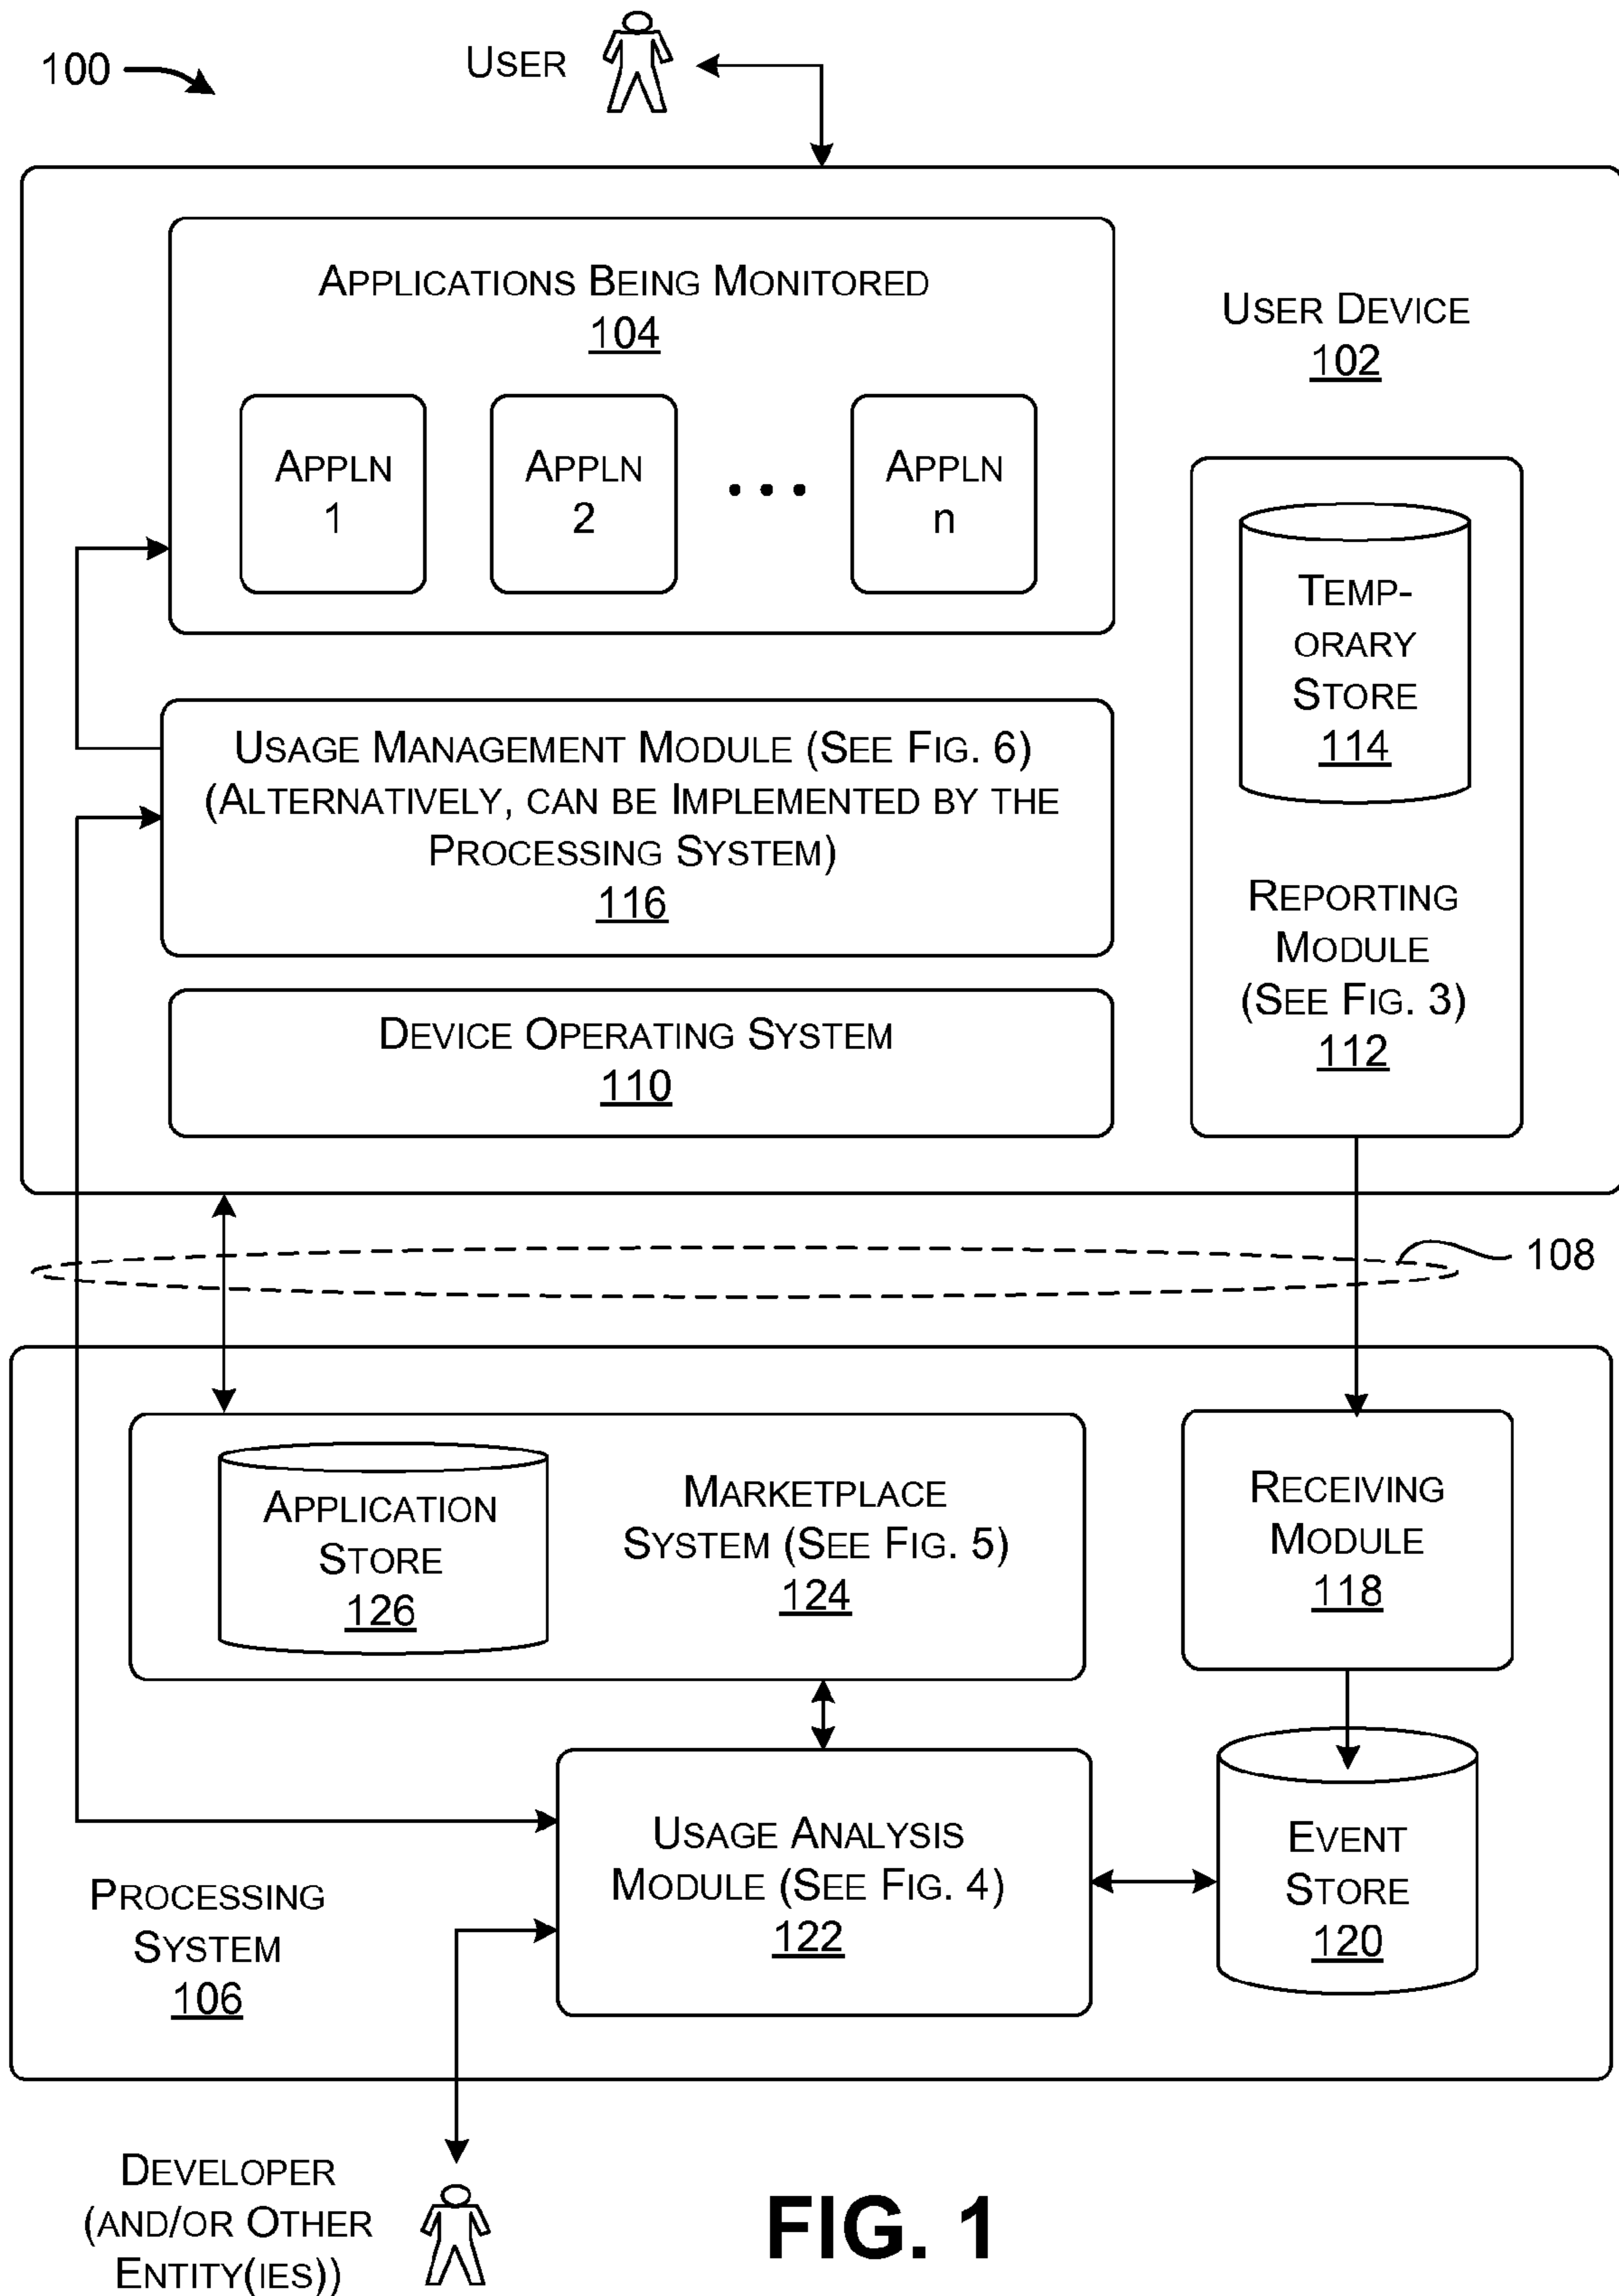 100
USER
APPLICATIONS BEING MONITORED
104
USER DEVICE
102
APPLN
1
APPLN
2
• • •
APPLN
n
TEMP-
ORARY
STORE
114
USAGE MANAGEMENT MODULE (SEE FIG. 6)
(ALTERNATIVELY, CAN BE IMPLEMENTED BY THE
PROCESSING SYSTEM)
116
REPORTING
MODULE
(SEE FIG. 3)
112
DEVICE OPERATING SYSTEM
110
108
APPLICATION
STORE
126
MARKETPLACE
SYSTEM (SEE FIG. 5)
124
RECEIVING
MODULE
118
USAGE ANALYSIS
MODULE (SEE FIG. 4)
122
EVENT
STORE
120
PROCESSING
SYSTEM
106
DEVELOPER
(AND/OR OTHER
ENTITY(IES))
FIG. 1